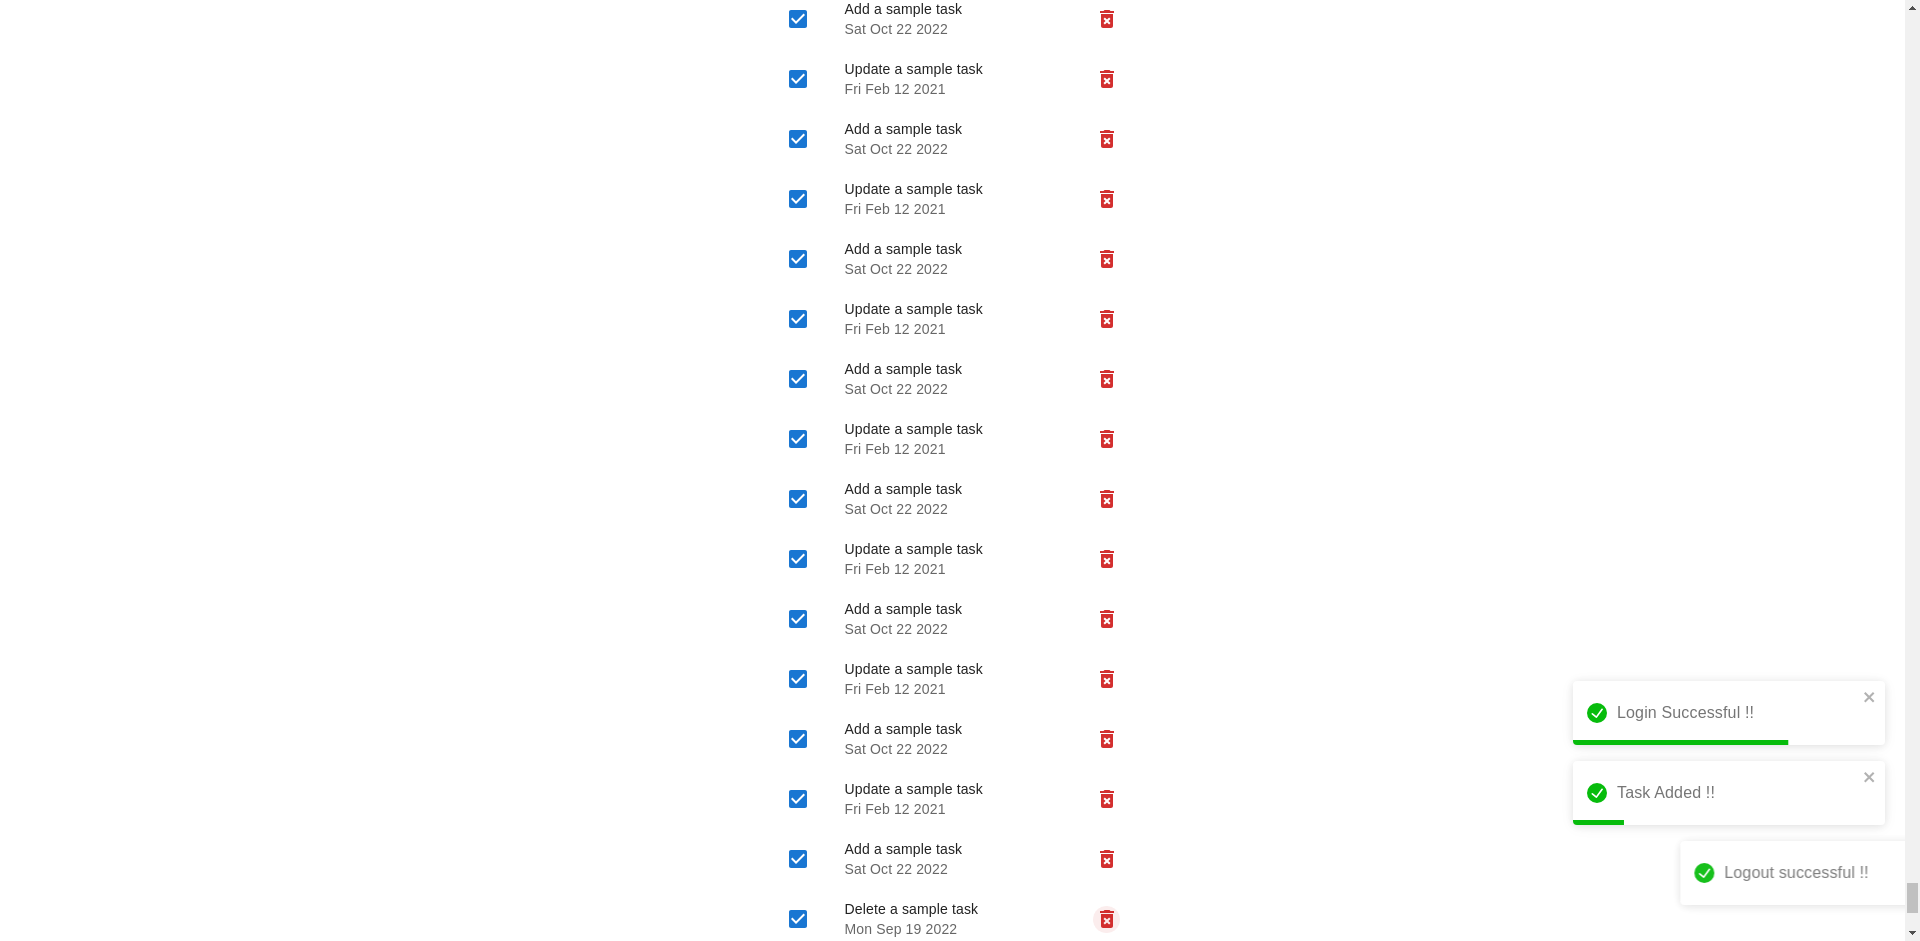 Add a sample task
Sat Oct 22 2022
Update a sample task
Fri Feb 12 2021
Add a sample task
Sat Oct 22 2022
Update a sample task
Fri Feb 12 2021
Add a sample task
Sat Oct 22 2022
Update a sample task
Fri Feb 12 2021
Add a sample task
Sat Oct 22 2022
Update a sample task
Fri Feb 12 2021
Add a sample task
Sat Oct 22 2022
Update a sample task
Fri Feb 12 2021
Add a sample task
Sat Oct 22 2022
Update a sample task
Fri Feb 12 2021
Add a sample task
Sat Oct 22 2022
Update a sample task
Fri Feb 12 2021
Add a sample task
Sat Oct 22 2022
Delete a sample task
Mon Sep 19 2022
Login Successful !!
Task Added !!
Logout successful !!